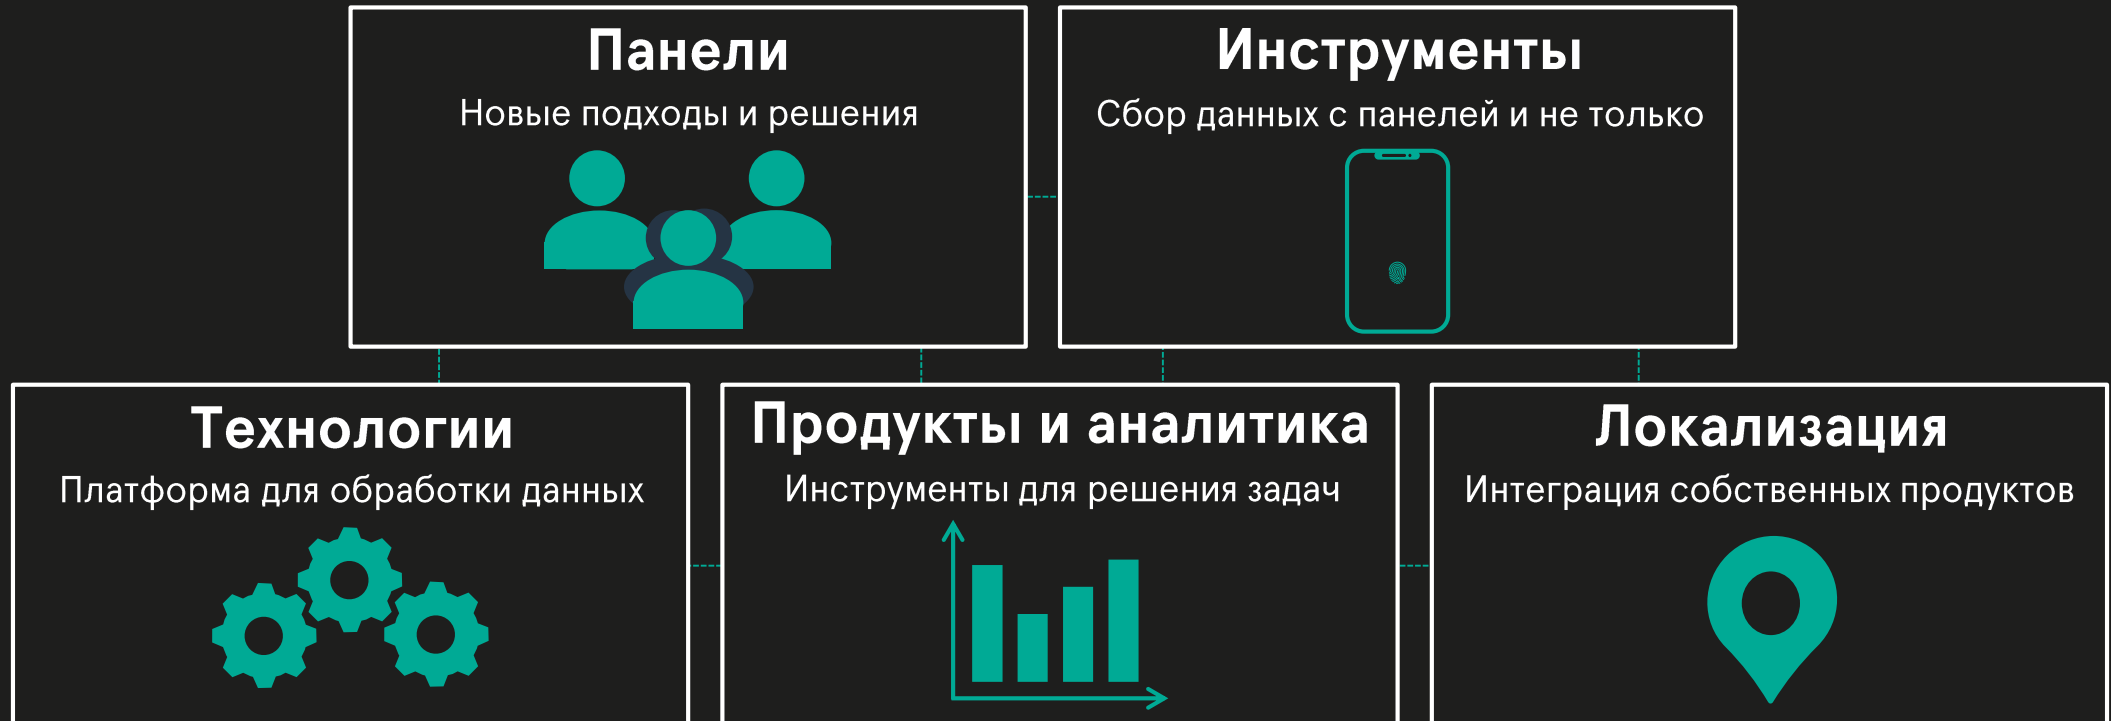 Панели
Новые подходы и решения
Инструменты
Сбор данных с панелей и не только
Технологии
Платформа для обработки данных
Продукты и аналитика
Инструменты для решения задач
Локализация
Интеграция собственных продуктов